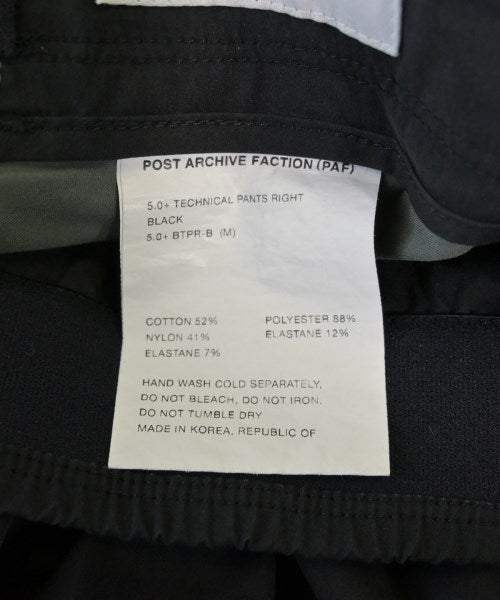 POST ARCHIVE FACTION (PAF)
5.0+ TECHNICAL PANTS RIGHT
BLACK
5.0+ BTPR-B (M)
COTTON 52% POLYESTER 88%
NYLON 41% ELASTANE 12%
ELASTANE 7%
HAND WASH COLD SEPARATELY,
DO NOT BLEACH, DO NOT IRON.
DO NOT TUMBLE DRY
MADE IN KOREA, REPUBLIC OF